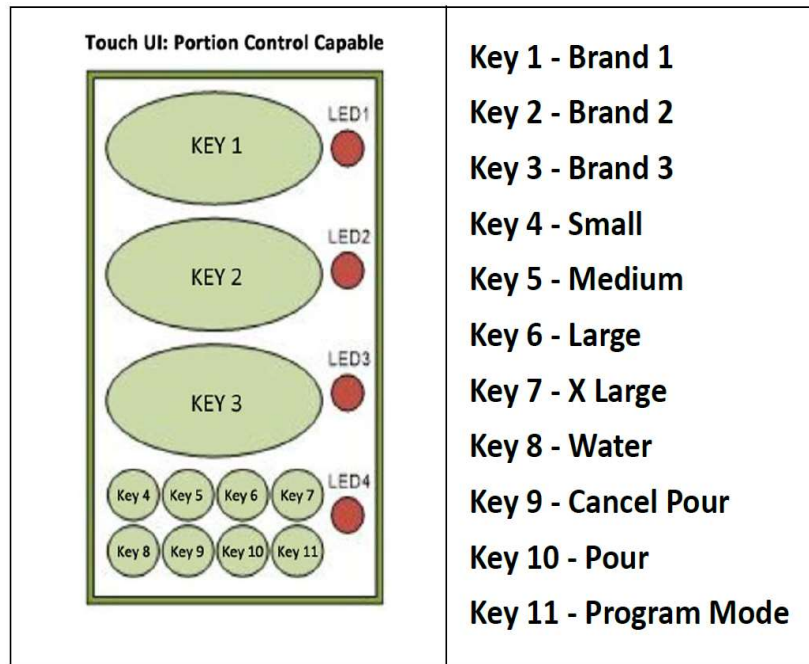 Touch UI: Portion Control Capable
LED1
KEY 1
LED2
KEY 2
LED3
KEY 3
LED4
Key 4 Key 5 Key 6 Key 7
Key 8 Key 9 Key 10 Key 11
Key 1 - Brand 1
Key 2 - Brand 2
Key 3 - Brand 3
Key 4 - Small
Key 5 - Medium
Key 6 - Large
Key 7 - X Large
Key 8 - Water
Key 9 - Cancel Pour
Key 10 - Pour
Key 11 - Program Mode